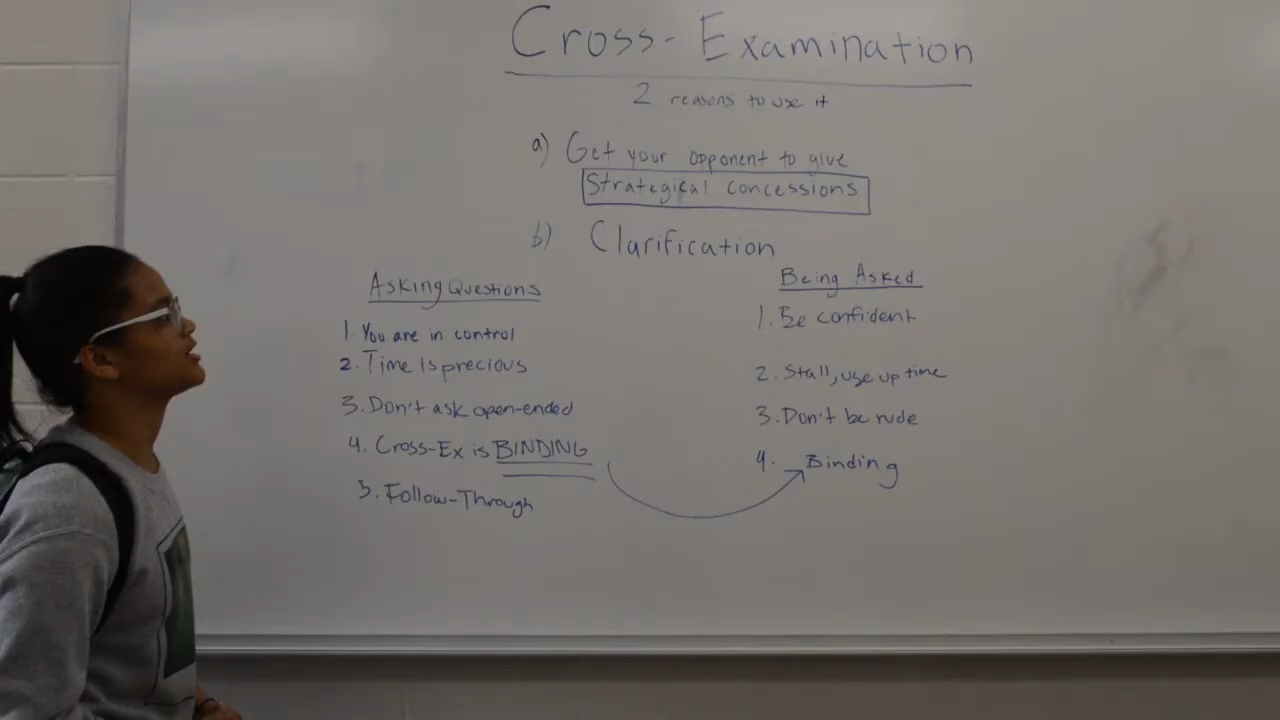 Cross-Examination
2 reasons to use it
a) Get your opponent to give
Strategical concessions
b) Clarification
Asking Questions
1. You are in control
2. Time Is precious
3. Don't ask open-ended
4. Cross-Ex is BINDING
5. Follow-Through
Being Asked
1. Be confident
2. Stall, use up time
3. Don't be rude
4. Binding